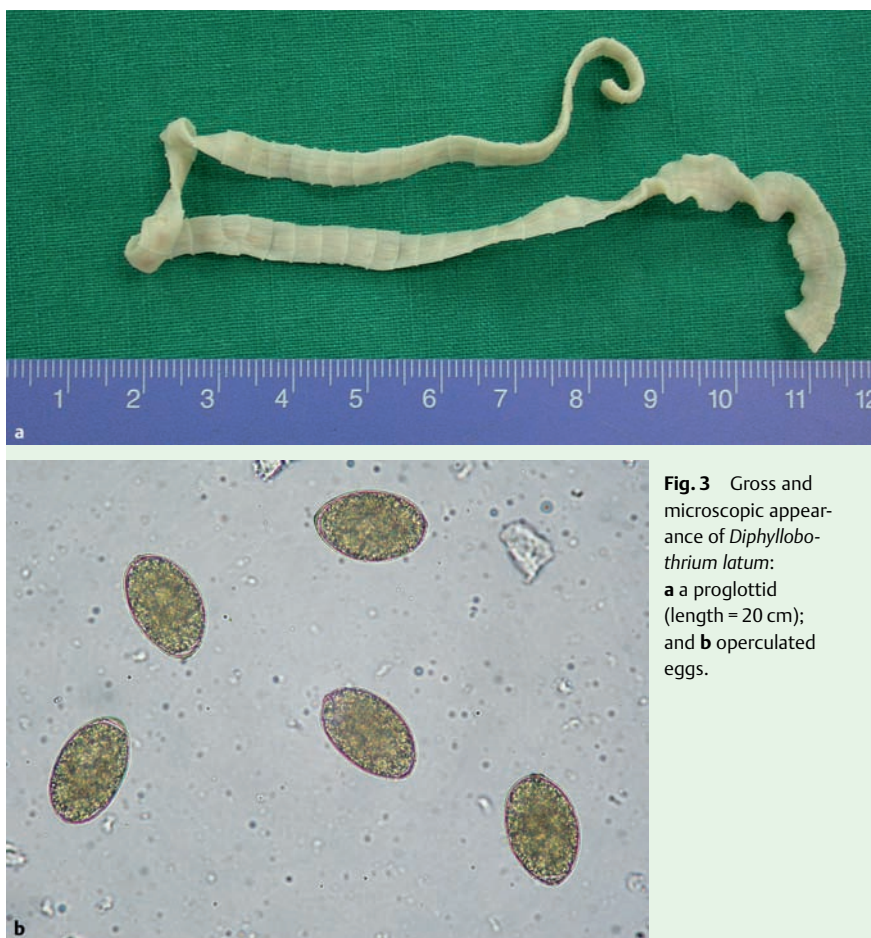 1 2 3 4 5 6 7 8 9 10 11 12
a
Fig. 3 Gross and
microscopic appear-
ance of Diphyllobo-
thrium latum:
a a proglottid
(length = 20 cm);
and b operculated
eggs.
b